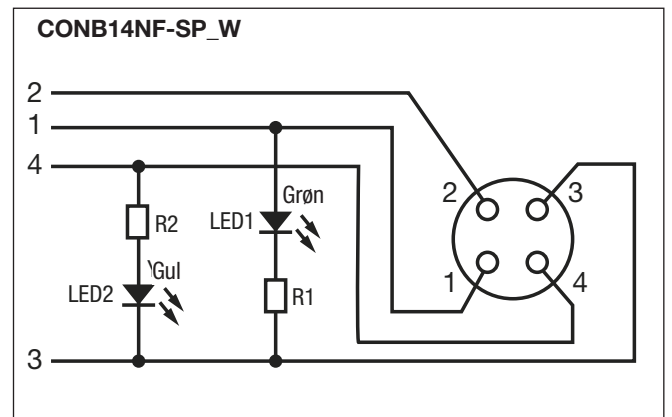 CONB14NF-SP_W
2
1
4
Grøn
2
3
R2
LED1
Gul
LED2
R1
1
4
3